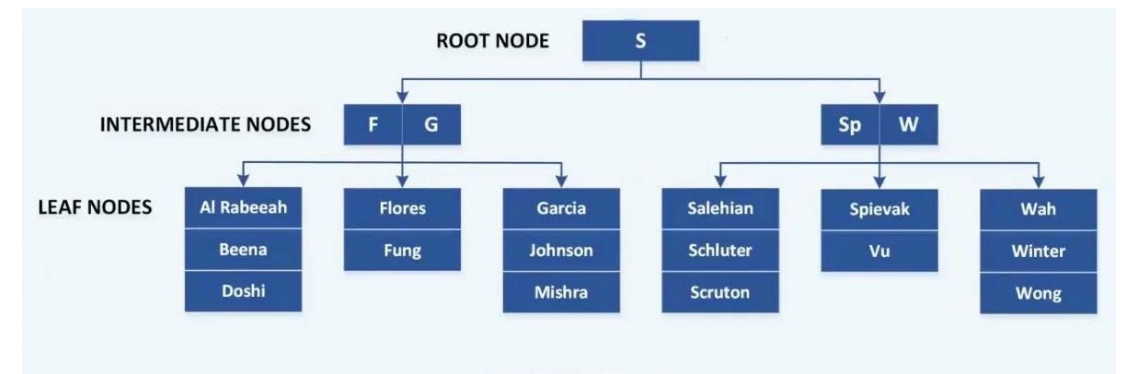 ROOT NODE S
INTERMEDIATE NODES F G Sp W
LEAF NODES Al Rabeeah Flores Garcia Salehian Spievak Wah
Beena Fung Johnson Schluter Vu Winter
Doshi Mishra Scruton Wong